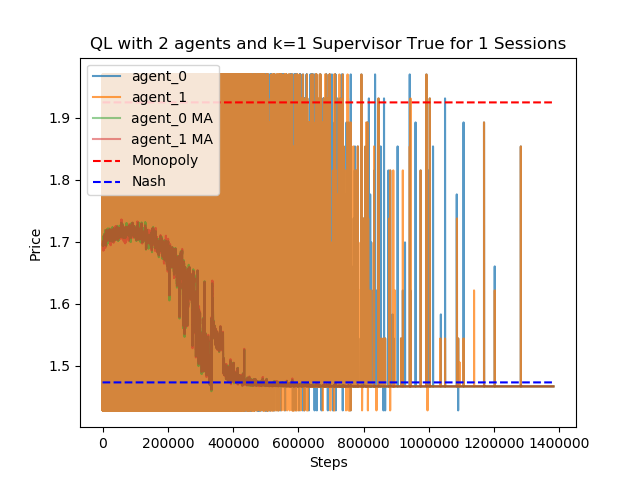 QL with 2 agents and k=1 Supervisor True for 1 Sessions
agent_0
agent_1
agent_0 MA
agent_1 MA
Monopoly
Nash
Price
1.9
1.8
1.7
1.6
1.5
0
200000
400000
600000
800000
1000000
1200000
1400000
Steps